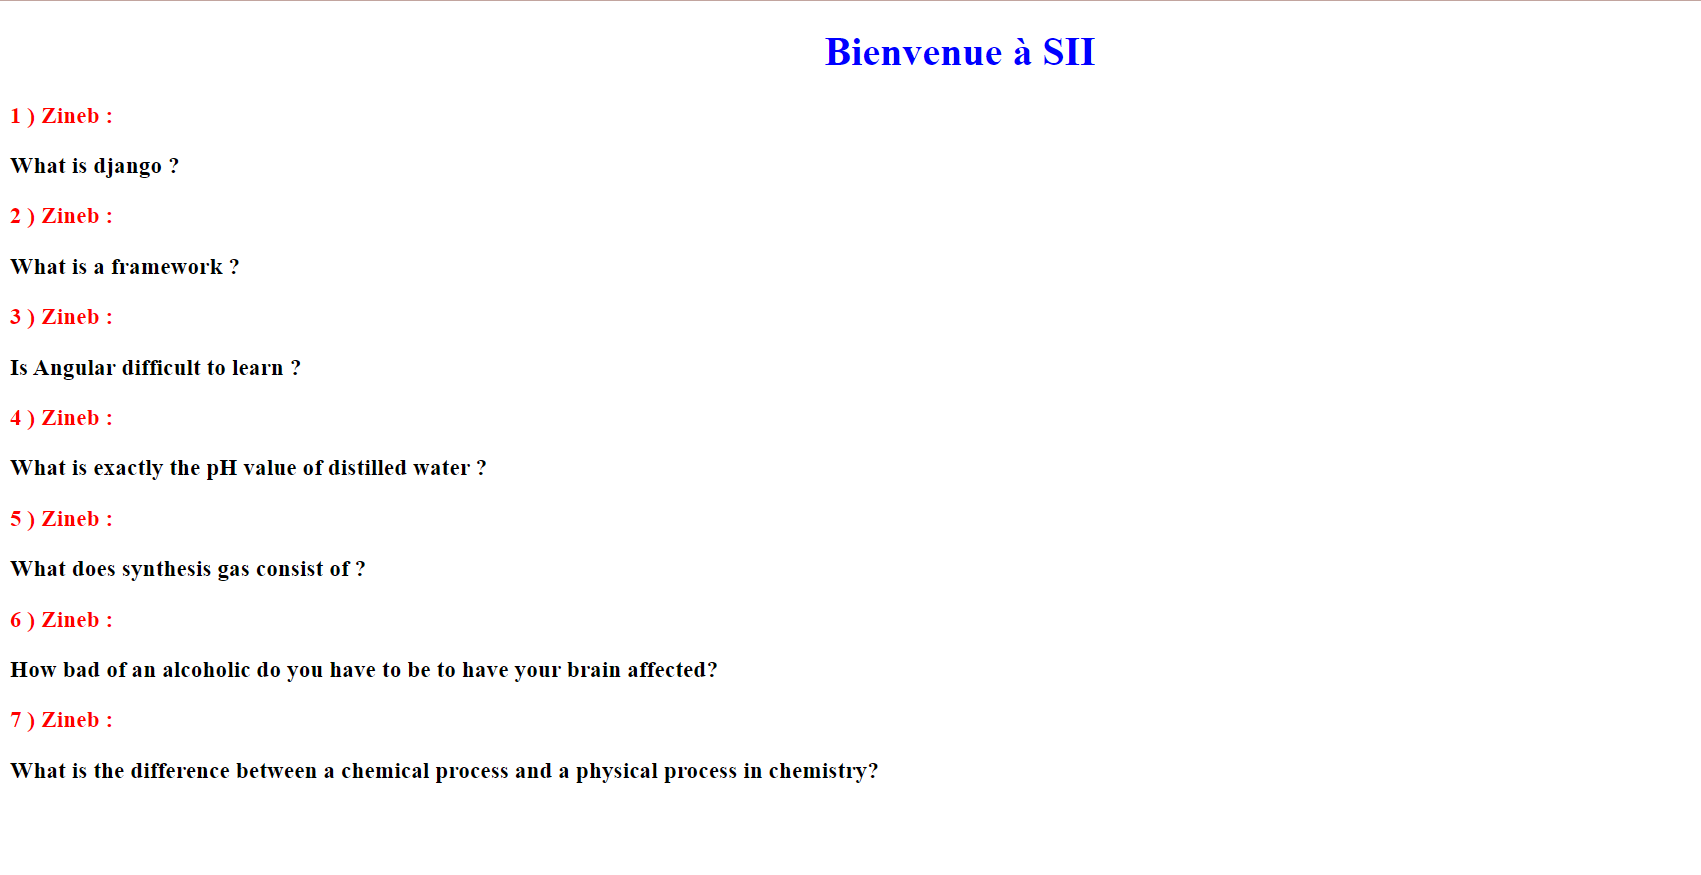 Bienvenue à SII
1 ) Zineb :
What is django ?
2 ) Zineb :
What is a framework ?
3 ) Zineb :
Is Angular difficult to learn ?
4 ) Zineb :
What is exactly the pH value of distilled water ?
5 ) Zineb :
What does synthesis gas consist of ?
6 ) Zineb :
How bad of an alcoholic do you have to be to have your brain affected?
7 ) Zineb :
What is the difference between a chemical process and a physical process in chemistry?